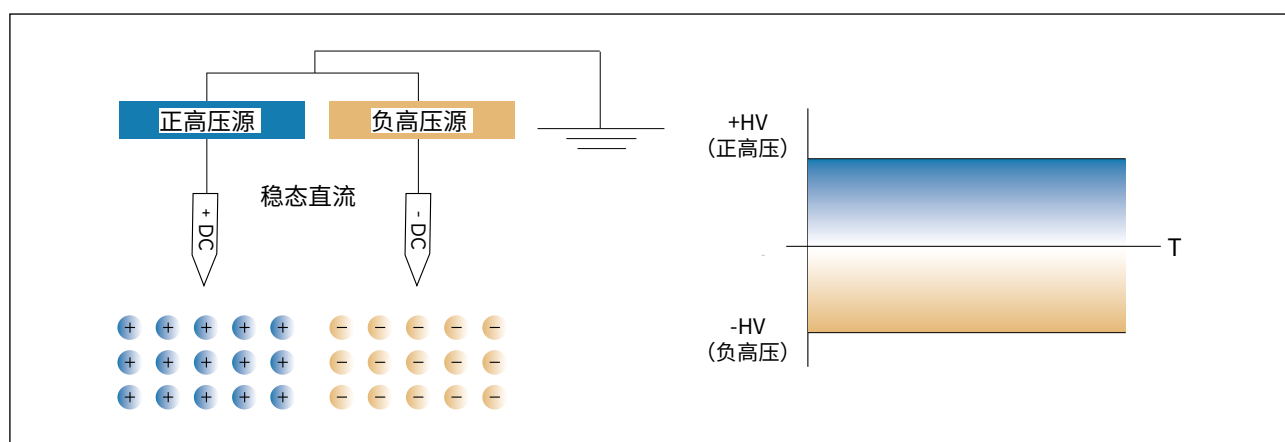 正高压源
负高压源
稳态直流
+ DC
- DC
+ + + + +
− − − − −
+ + + + +
− − − − −
+ + + + +
− − − − −
+HV
（正高压）
T
-HV
（负高压）